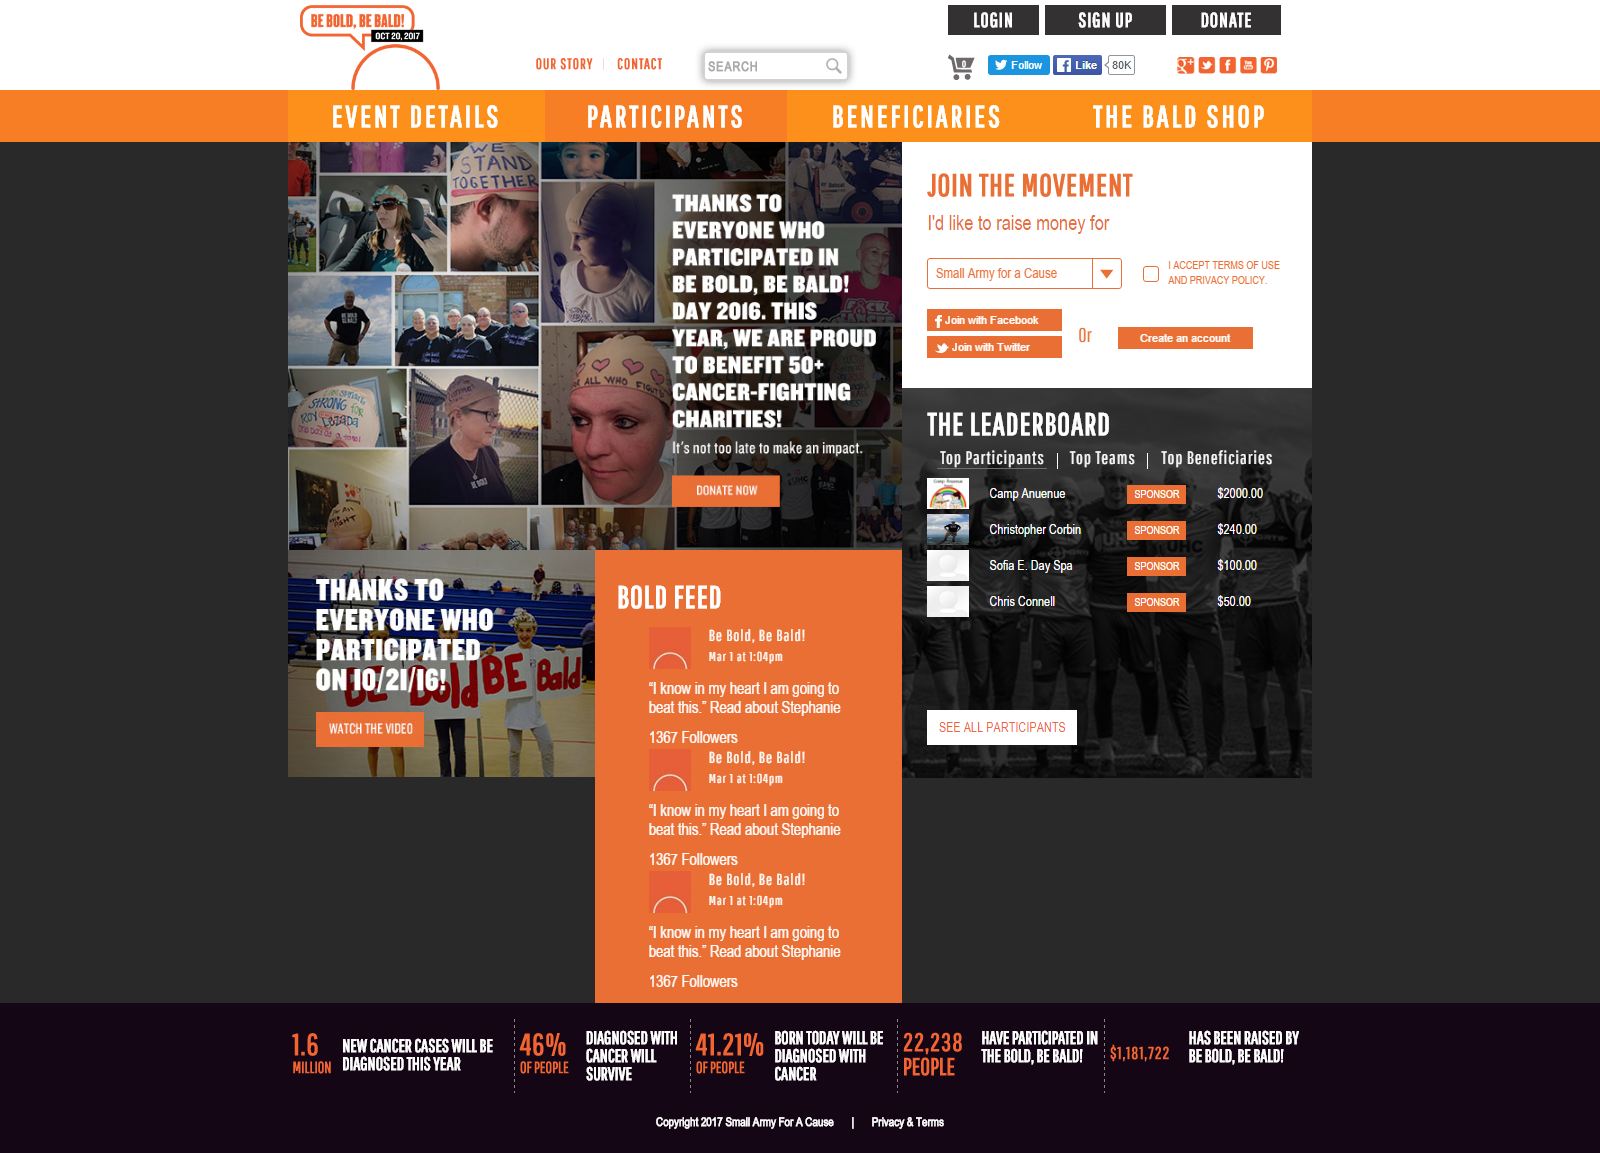 BE BOLD, BE BALD!
OCT 20, 2017
LOGIN
SIGN UP
DONATE
OUR STORY
CONTACT
SEARCH
0
Follow
Like
80K
EVENT DETAILS
PARTICIPANTS
BENEFICIARIES
THE BALD SHOP
WE
STAND
TOGETHER
THANKS TO
EVERYONE WHO
PARTICIPATED IN
BE BOLD, BE BALD!
DAY 2016. THIS
YEAR, WE ARE PROUD
TO BENEFIT 50+
CANCER-FIGHTING
CHARITIES!
It's not too late to make an impact.
DONATE NOW
JOIN THE MOVEMENT
I'd like to raise money for
Small Army for a Cause
I ACCEPT TERMS OF USE
AND PRIVACY POLICY.
Join with Facebook
Join with Twitter
Or
Create an account
THE LEADERBOARD
Top Participants
Top Teams
Top Beneficiaries
Camp Anuenue
SPONSOR
$2000.00
Christopher Corbin
SPONSOR
$240.00
Sofia E. Day Spa
SPONSOR
$100.00
Chris Connell
SPONSOR
$50.00
SEE ALL PARTICIPANTS
THANKS TO
EVERYONE WHO
PARTICIPATED
ON 10/21/16!
BE Bold BE Bald
WATCH THE VIDEO
BOLD FEED
Be Bold, Be Bald!
Mar 1 at 1:04pm
“I know in my heart I am going to
beat this.” Read about Stephanie
1367 Followers
Be Bold, Be Bald!
Mar 1 at 1:04pm
“I know in my heart I am going to
beat this.” Read about Stephanie
1367 Followers
Be Bold, Be Bald!
Mar 1 at 1:04pm
“I know in my heart I am going to
beat this.” Read about Stephanie
1367 Followers
1.6
MILLION
NEW CANCER CASES WILL BE
DIAGNOSED THIS YEAR
46%
OF PEOPLE
DIAGNOSED WITH
CANCER WILL
SURVIVE
41.21%
OF PEOPLE
BORN TODAY WILL BE
DIAGNOSED WITH
CANCER
22,238
PEOPLE
HAVE PARTICIPATED IN
THE BOLD, BE BALD!
$1,181,722
HAS BEEN RAISED BY
BE BOLD, BE BALD!
Copyright 2017 Small Army For A Cause | Privacy & Terms